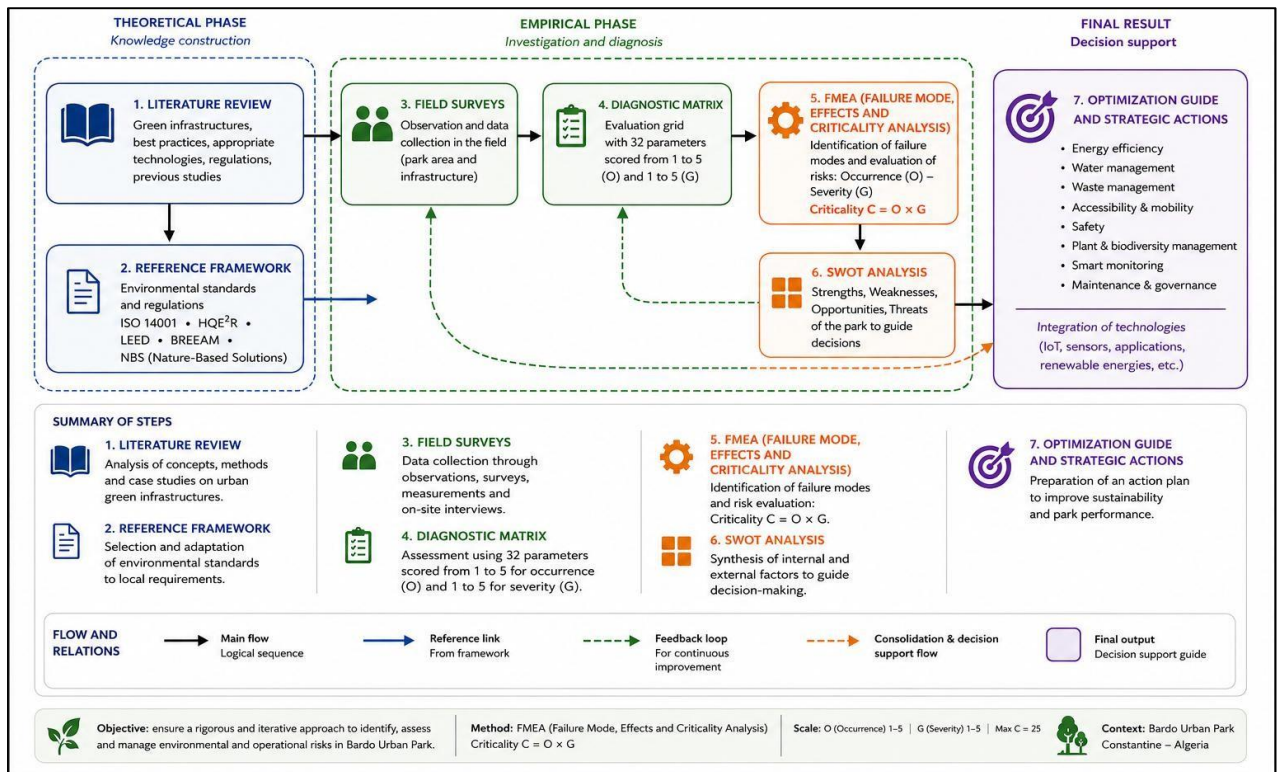 THEORETICAL PHASE
Knowledge construction
EMPIRICAL PHASE
Investigation and diagnosis
FINAL RESULT
Decision support
1. LITERATURE REVIEW
Green infrastructures,
best practices, appropriate
technologies, regulations,
previous studies
2. REFERENCE FRAMEWORK
Environmental standards
and regulations
ISO 14001 • HQE²R •
LEED • BREEAM •
NBS (Nature-Based Solutions)
3. FIELD SURVEYS
Observation and data
collection in the field
(park area and
infrastructure)
4. DIAGNOSTIC MATRIX
Evaluation grid
with 32 parameters
scored from 1 to 5
(O) and 1 to 5 (G)
5. FMEA (FAILURE MODE,
EFFECTS AND
CRITICALITY ANALYSIS)
Identification of failure
modes and evaluation of
risks: Occurrence (O) –
Severity (G)
Criticality C = O × G
6. SWOT ANALYSIS
Strengths, Weaknesses,
Opportunities, Threats
of the park to guide
decisions
7. OPTIMIZATION GUIDE
AND STRATEGIC ACTIONS
• Energy efficiency
• Water management
• Waste management
• Accessibility & mobility
• Safety
• Plant & biodiversity management
• Smart monitoring
• Maintenance & governance
Integration of technologies
(IoT, sensors, applications,
renewable energies, etc.)
SUMMARY OF STEPS
1. LITERATURE REVIEW
Analysis of concepts, methods
and case studies on urban
green infrastructures.
2. REFERENCE FRAMEWORK
Selection and adaptation
of environmental standards
to local requirements.
3. FIELD SURVEYS
Data collection through
observations, surveys,
measurements and
on-site interviews.
4. DIAGNOSTIC MATRIX
Assessment using 32 parameters
scored from 1 to 5 for occurrence
(O) and 1 to 5 for severity (G).
5. FMEA (FAILURE MODE,
EFFECTS AND
CRITICALITY ANALYSIS)
Identification of failure modes
and risk evaluation:
Criticality C = O × G.
6. SWOT ANALYSIS
Synthesis of internal and
external factors to guide
decision-making.
7. OPTIMIZATION GUIDE
AND STRATEGIC ACTIONS
Preparation of an action plan
to improve sustainability
and park performance.
FLOW AND
RELATIONS
Main flow
Logical sequence
Reference link
From framework
Feedback loop
For continuous
improvement
Consolidation & decision
support flow
Final output
Decision support guide
Objective: ensure a rigorous and iterative approach to identify, assess
and manage environmental and operational risks in Bardo Urban Park.
Method: FMEA (Failure Mode, Effects and Criticality Analysis)
Criticality C = O × G
Scale: O (Occurrence) 1–5 | G (Severity) 1–5 | Max C = 25
Context: Bardo Urban Park
Constantine – Algeria